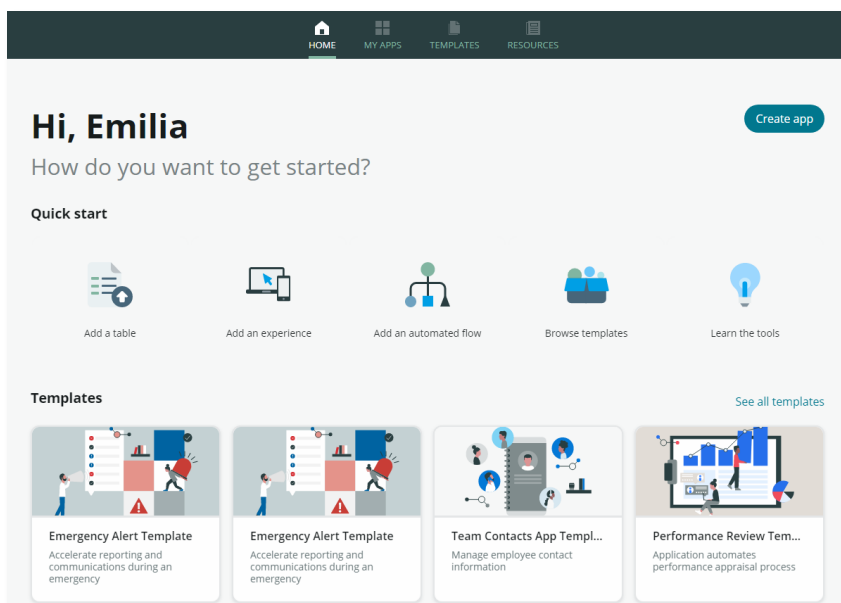 HOME MY APPS TEMPLATES RESOURCES
Hi, Emilia
Create app
How do you want to get started?
Quick start
Add a table
Add an experience
Add an automated flow
Browse templates
Learn the tools
Templates
See all templates
Emergency Alert Template
Accelerate reporting and
communications during an
emergency
Emergency Alert Template
Accelerate reporting and
communications during an
emergency
Team Contacts App Templ...
Manage employee contact
information
Performance Review Tem...
Application automates
performance appraisal process